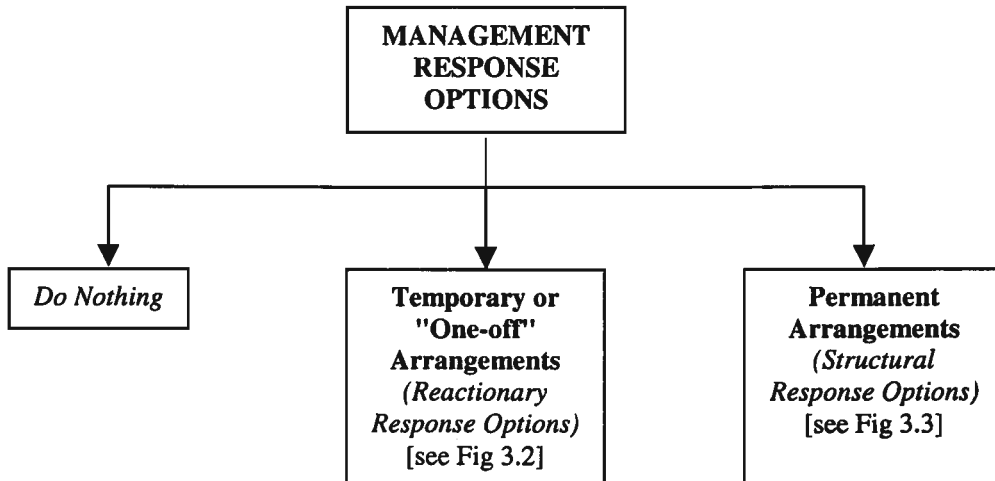 MANAGEMENT
RESPONSE
OPTIONS
Do Nothing
Temporary or
"One-off"
Arrangements
(Reactionary
Response Options)
[see Fig 3.2]
Permanent
Arrangements
(Structural
Response Options)
[see Fig 3.3]